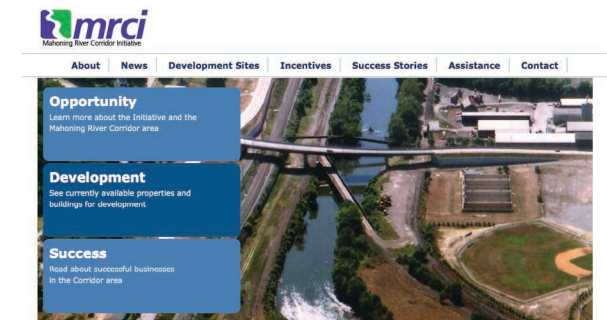 mrci
Mahoning River Corridor Initiative
About News Development Sites Incentives Success Stories Assistance Contact
Opportunity
Learn more about the Initiative and the
Mahoning River Corridor area
Development
See currently available properties and
buildings for development
Success
Read about successful businesses
in the Corridor area